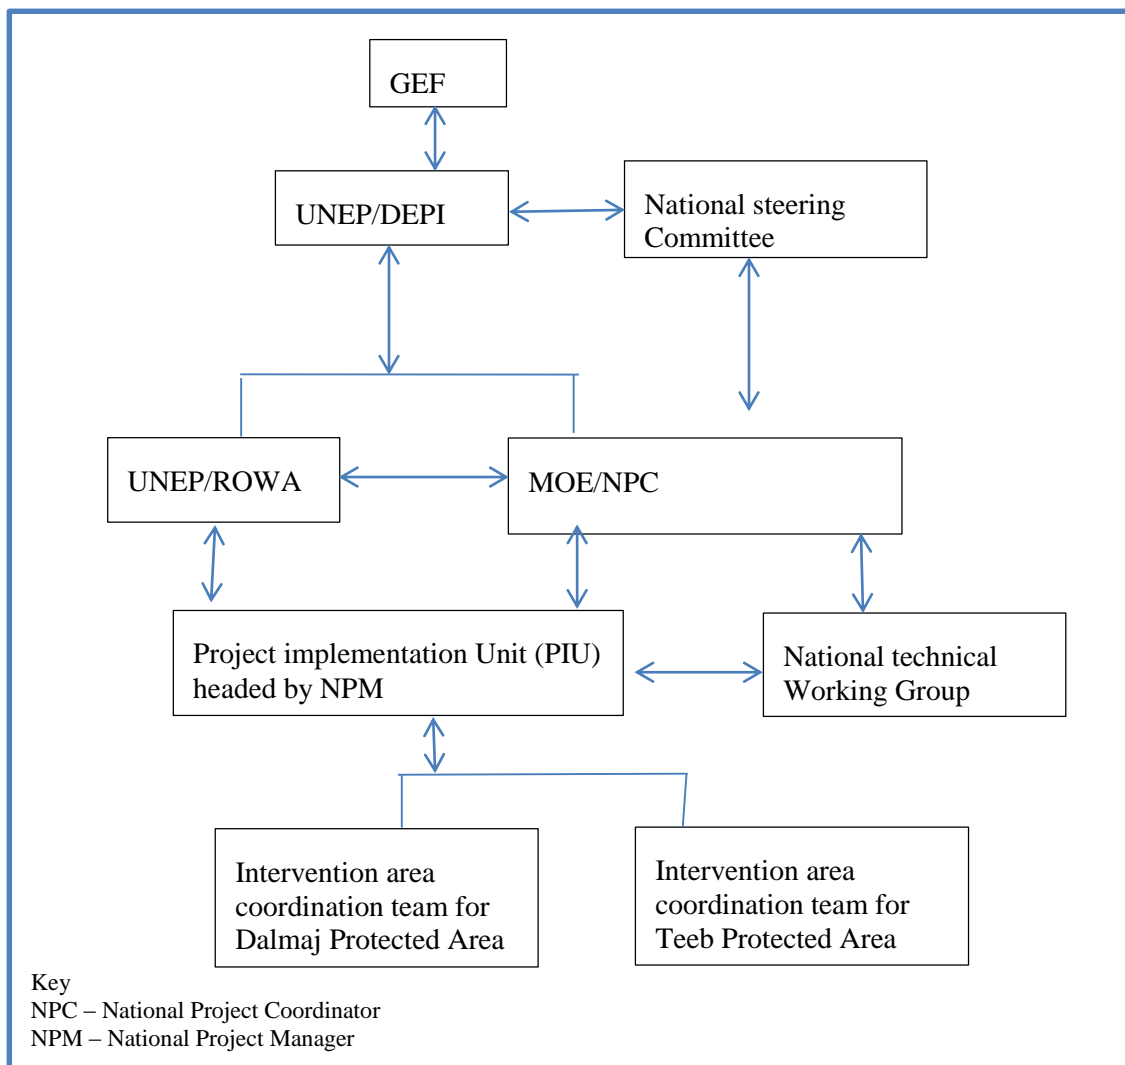 GEF
UNEP/DEPI
National steering
Committee
UNEP/ROWA
MOE/NPC
Project implementation Unit (PIU)
headed by NPM
National technical
Working Group
Intervention area
coordination team for
Dalmaj Protected Area
Intervention area
coordination team for
Teeb Protected Area
Key
NPC – National Project Coordinator
NPM – National Project Manager